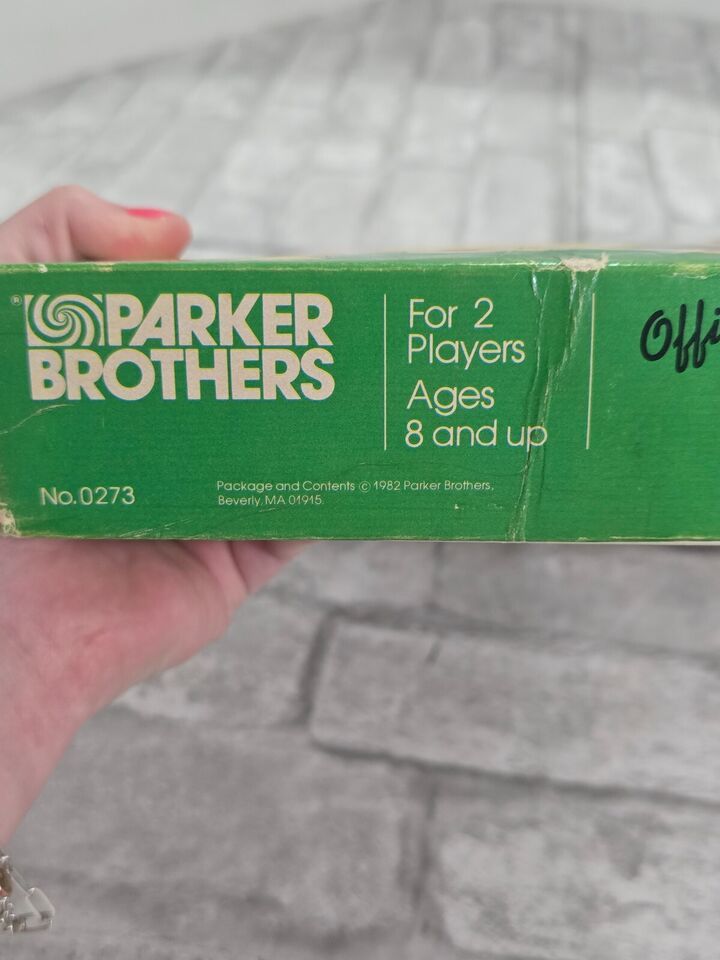 ® PARKER
BROTHERS
For 2
Players
Ages
8 and up
No. 0273
Package and Contents © 1982 Parker Brothers,
Beverly, MA 01915.